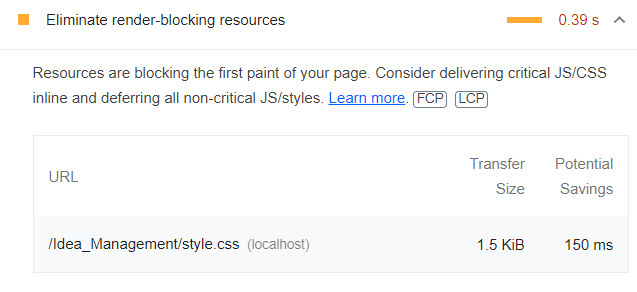 Eliminate render-blocking resources 0.39 s
Resources are blocking the first paint of your page. Consider delivering critical JS/CSS
inline and deferring all non-critical JS/styles. Learn more. FCP LCP
URL Transfer Size Potential Savings
/Idea_Management/style.css (localhost) 1.5 KiB 150 ms